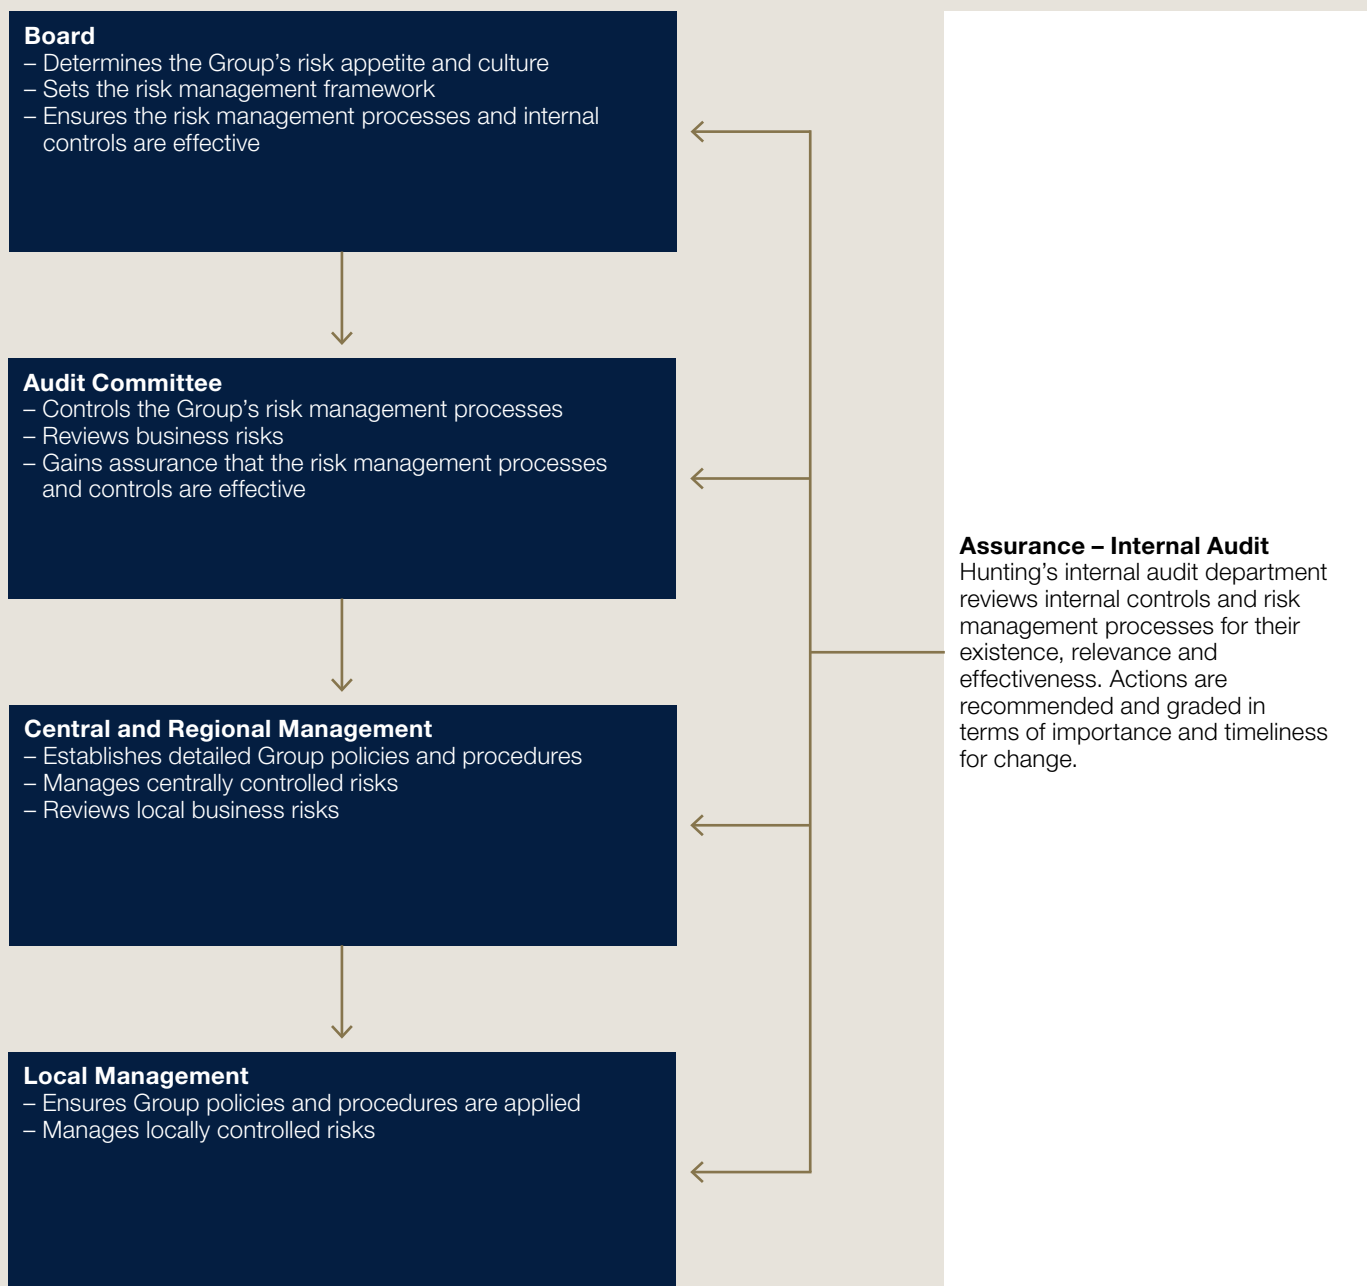 Board
– Determines the Group’s risk appetite and culture
– Sets the risk management framework
– Ensures the risk management processes and internal
controls are effective
Audit Committee
– Controls the Group’s risk management processes
– Reviews business risks
– Gains assurance that the risk management processes
and controls are effective
Central and Regional Management
– Establishes detailed Group policies and procedures
– Manages centrally controlled risks
– Reviews local business risks
Local Management
– Ensures Group policies and procedures are applied
– Manages locally controlled risks
Assurance – Internal Audit
Hunting’s internal audit department
reviews internal controls and risk
management processes for their
existence, relevance and
effectiveness. Actions are
recommended and graded in
terms of importance and timeliness
for change.